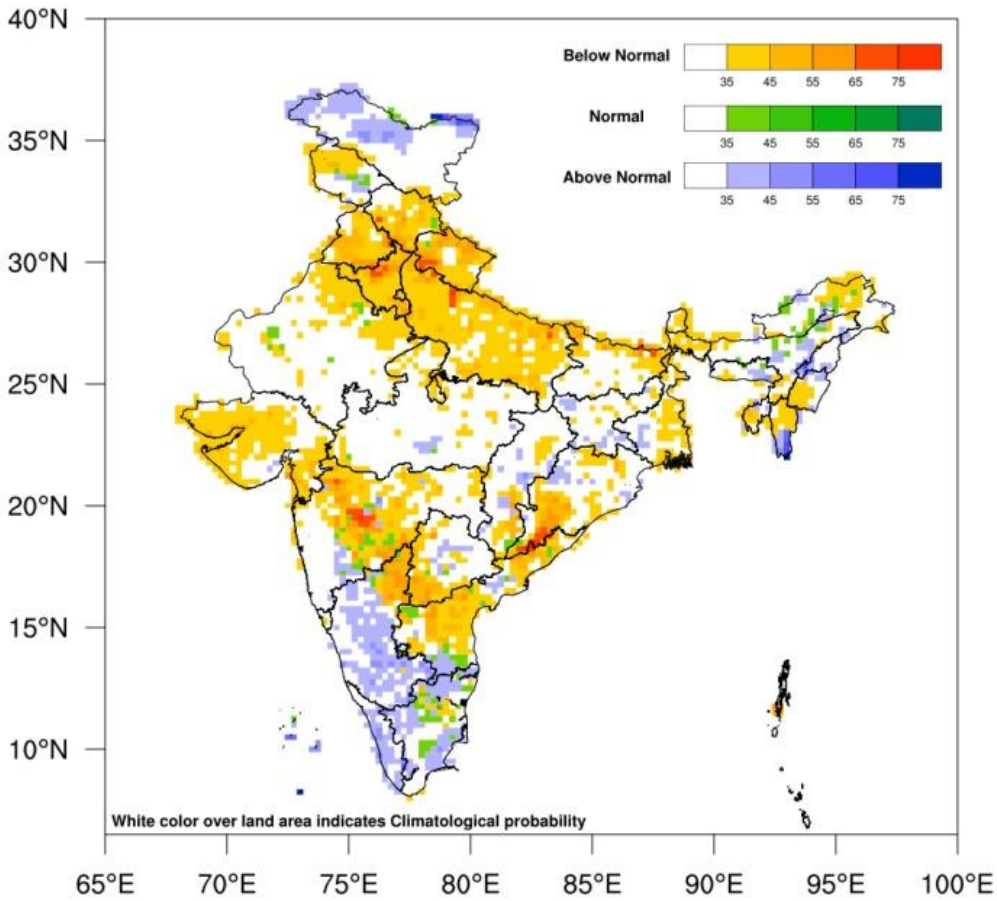 40°N
Below Normal
35 45 55 65 75
Normal
35 45 55 65 75
Above Normal
35 45 55 65 75
35°N
30°N
25°N
20°N
15°N
10°N
White color over land area indicates Climatological probability
65°E 70°E 75°E 80°E 85°E 90°E 95°E 100°E